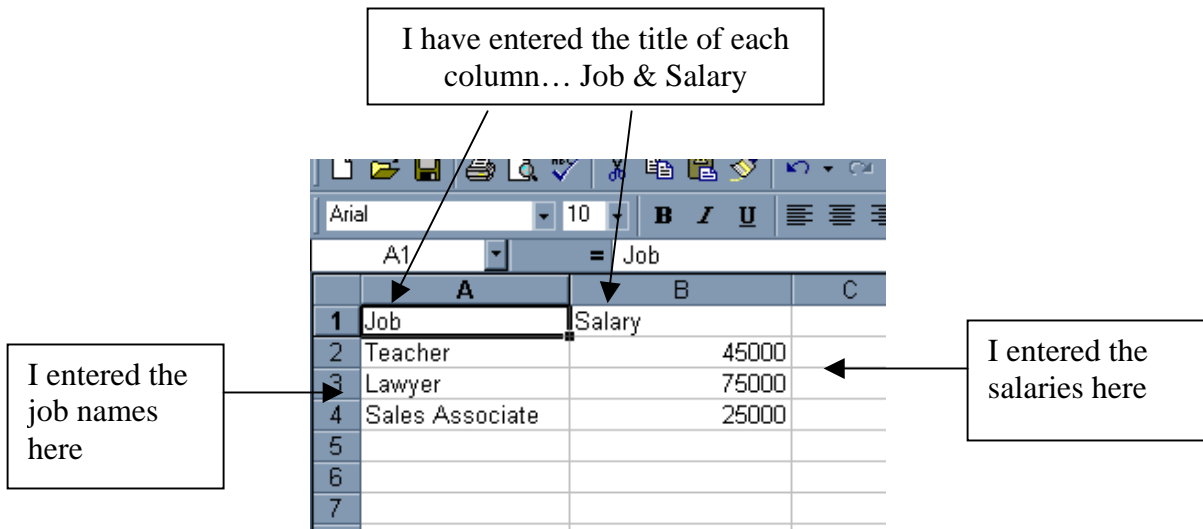 I have entered the title of each
column… Job & Salary
Arial 10 B I U
A1 = Job
A B C
1 Job Salary
2 Teacher 45000
3 Lawyer 75000
4 Sales Associate 25000
5
6
7
I entered the
job names
here
I entered the
salaries here